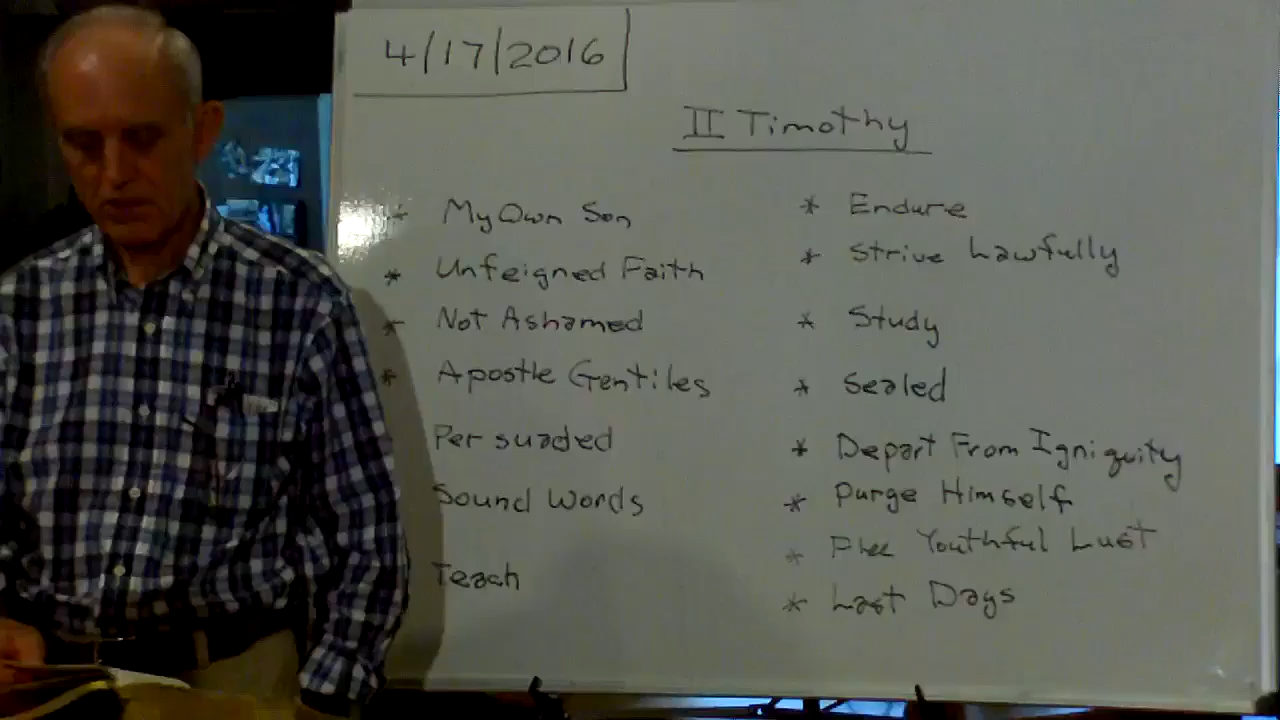 4/17/2016
II Timothy
* My Own Son
* Unfeigned Faith
* Not Ashamed
* Apostle Gentiles
Persuaded
Sound Words
Teach
* Endure
* Strive Lawfully
* Study
* Sealed
* Depart From Igniquity
* Purge Himself
* Flee Youthful Lust
* Last Days